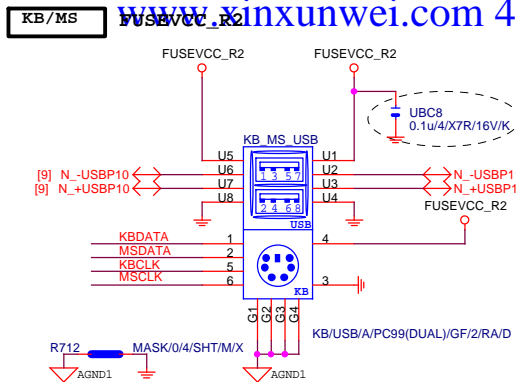 KB/MS FUSEVCC_R2
www.xinxunwei.com 4
FUSEVCC_R2 FUSEVCC_R2
UBC8
0.1u/4/X7R/16V/K
KB_MS_USB
U5 U1
[9] N_-USBP10 U6 1 3 5 7 U2 N_-USBP1
[9] N_+USBP10 U7 U3 N_+USBP1
U8 2 4 6 8 U4
FUSEVCC_R2
USB
KBDATA 1 4
MSDATA 2
KBCLK 5
MSCLK 6 3
KB
G1 G2 G3 G4
KB/USB/A/PC99(DUAL)/GF/2/RA/D
R712 MASK/0/4/SHT/M/X
AGND1 AGND1